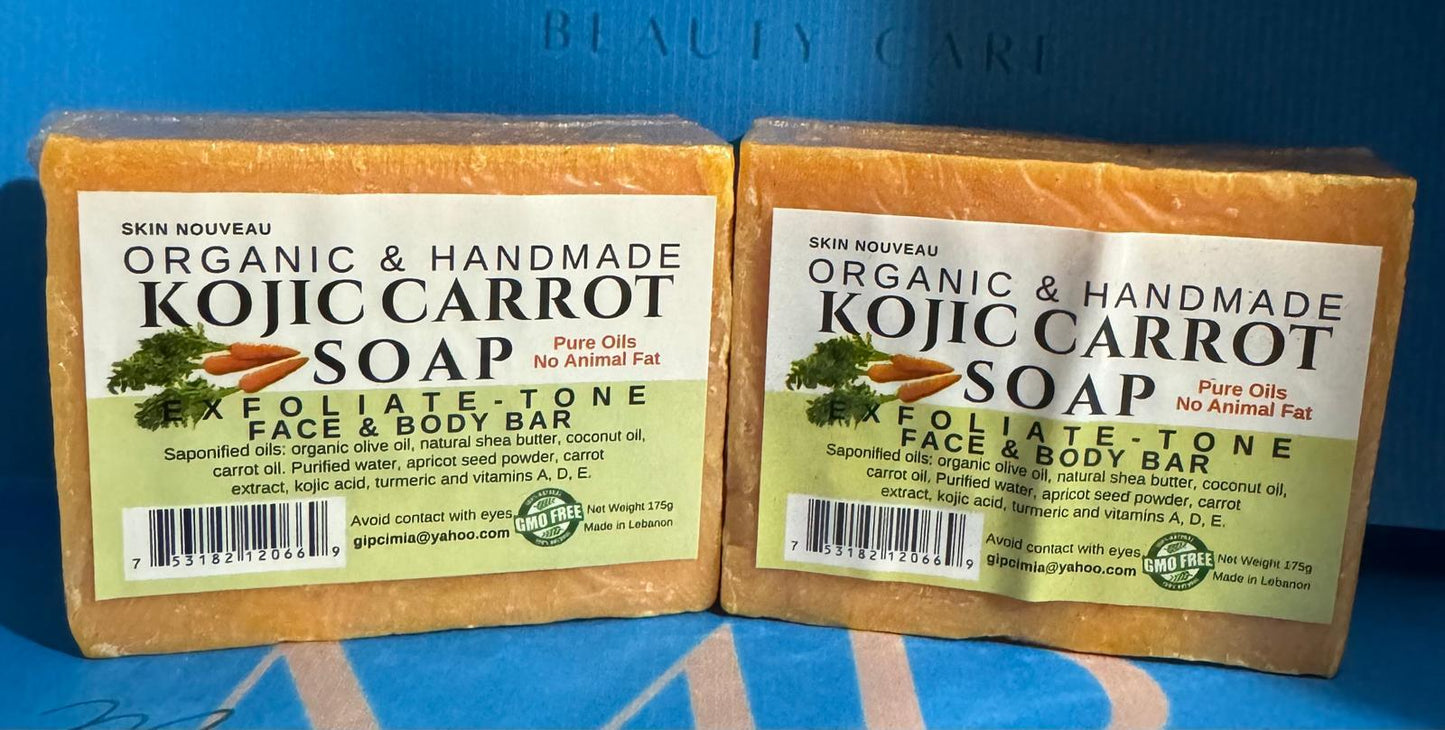 BEAUTY CARE
SKIN NOUVEAU
ORGANIC & HANDMADE
KOJIC CARROT
SOAP
Pure Oils
No Animal Fat
EXFOLIATE-TONE
FACE & BODY BAR
Saponified oils: organic olive oil, natural shea butter, coconut oil,
carrot oil. Purified water, apricot seed powder, carrot
extract, kojic acid, turmeric and vitamins A, D, E.
7 53182 12066 9
Avoid contact with eyes
gipcimia@yahoo.com
GMO FREE
Net Weight 175g
Made in Lebanon
SKIN NOUVEAU
ORGANIC & HANDMADE
KOJIC CARROT
SOAP
Pure Oils
No Animal Fat
EXFOLIATE-TONE
FACE & BODY BAR
Saponified oils: organic olive oil, natural shea butter, coconut oil,
carrot oil. Purified water, apricot seed powder, carrot
extract, kojic acid, turmeric and vitamins A, D, E.
7 53182 12066 9
Avoid contact with eyes
gipcimia@yahoo.com
GMO FREE
Net Weight 175g
Made in Lebanon